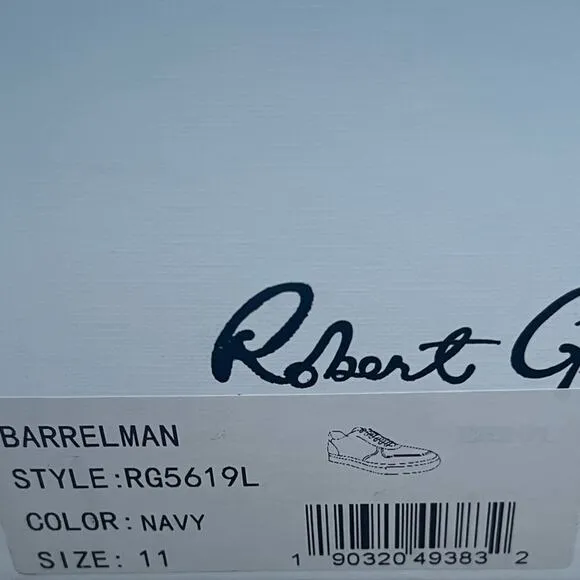 Robert G
BARRELMAN
STYLE:RG5619L
COLOR: NAVY
SIZE: 11
1 90320 49383 2